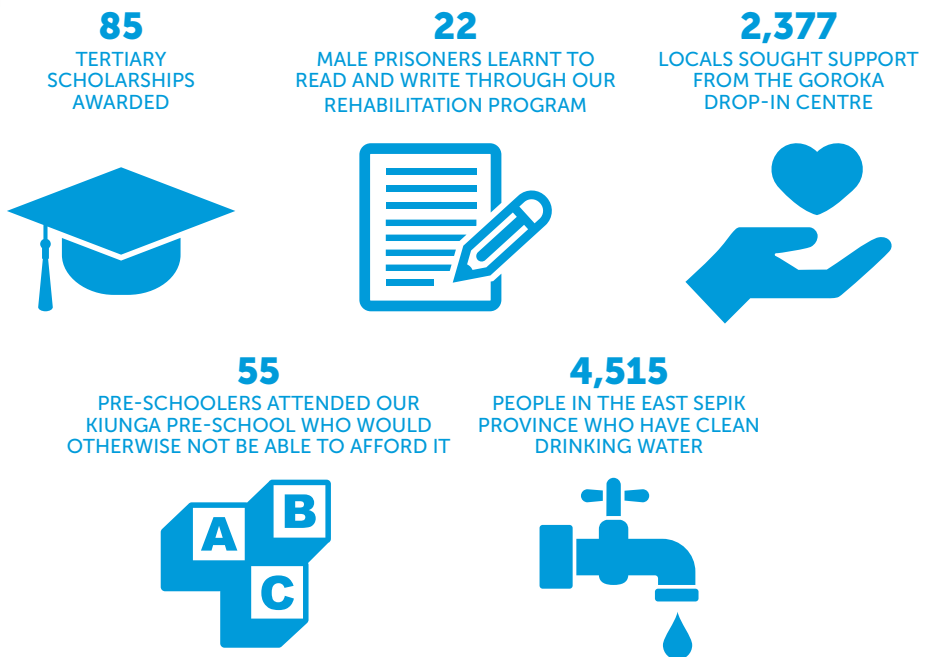 85
TERTIARY
SCHOLARSHIPS
AWARDED
22
MALE PRISONERS LEARNT TO
READ AND WRITE THROUGH OUR
REHABILITATION PROGRAM
2,377
LOCALS SOUGHT SUPPORT
FROM THE GOROKA
DROP-IN CENTRE
55
PRE-SCHOOLERS ATTENDED OUR
KIUNGA PRE-SCHOOL WHO WOULD
OTHERWISE NOT BE ABLE TO AFFORD IT
4,515
PEOPLE IN THE EAST SEPIK
PROVINCE WHO HAVE CLEAN
DRINKING WATER
A
B
C